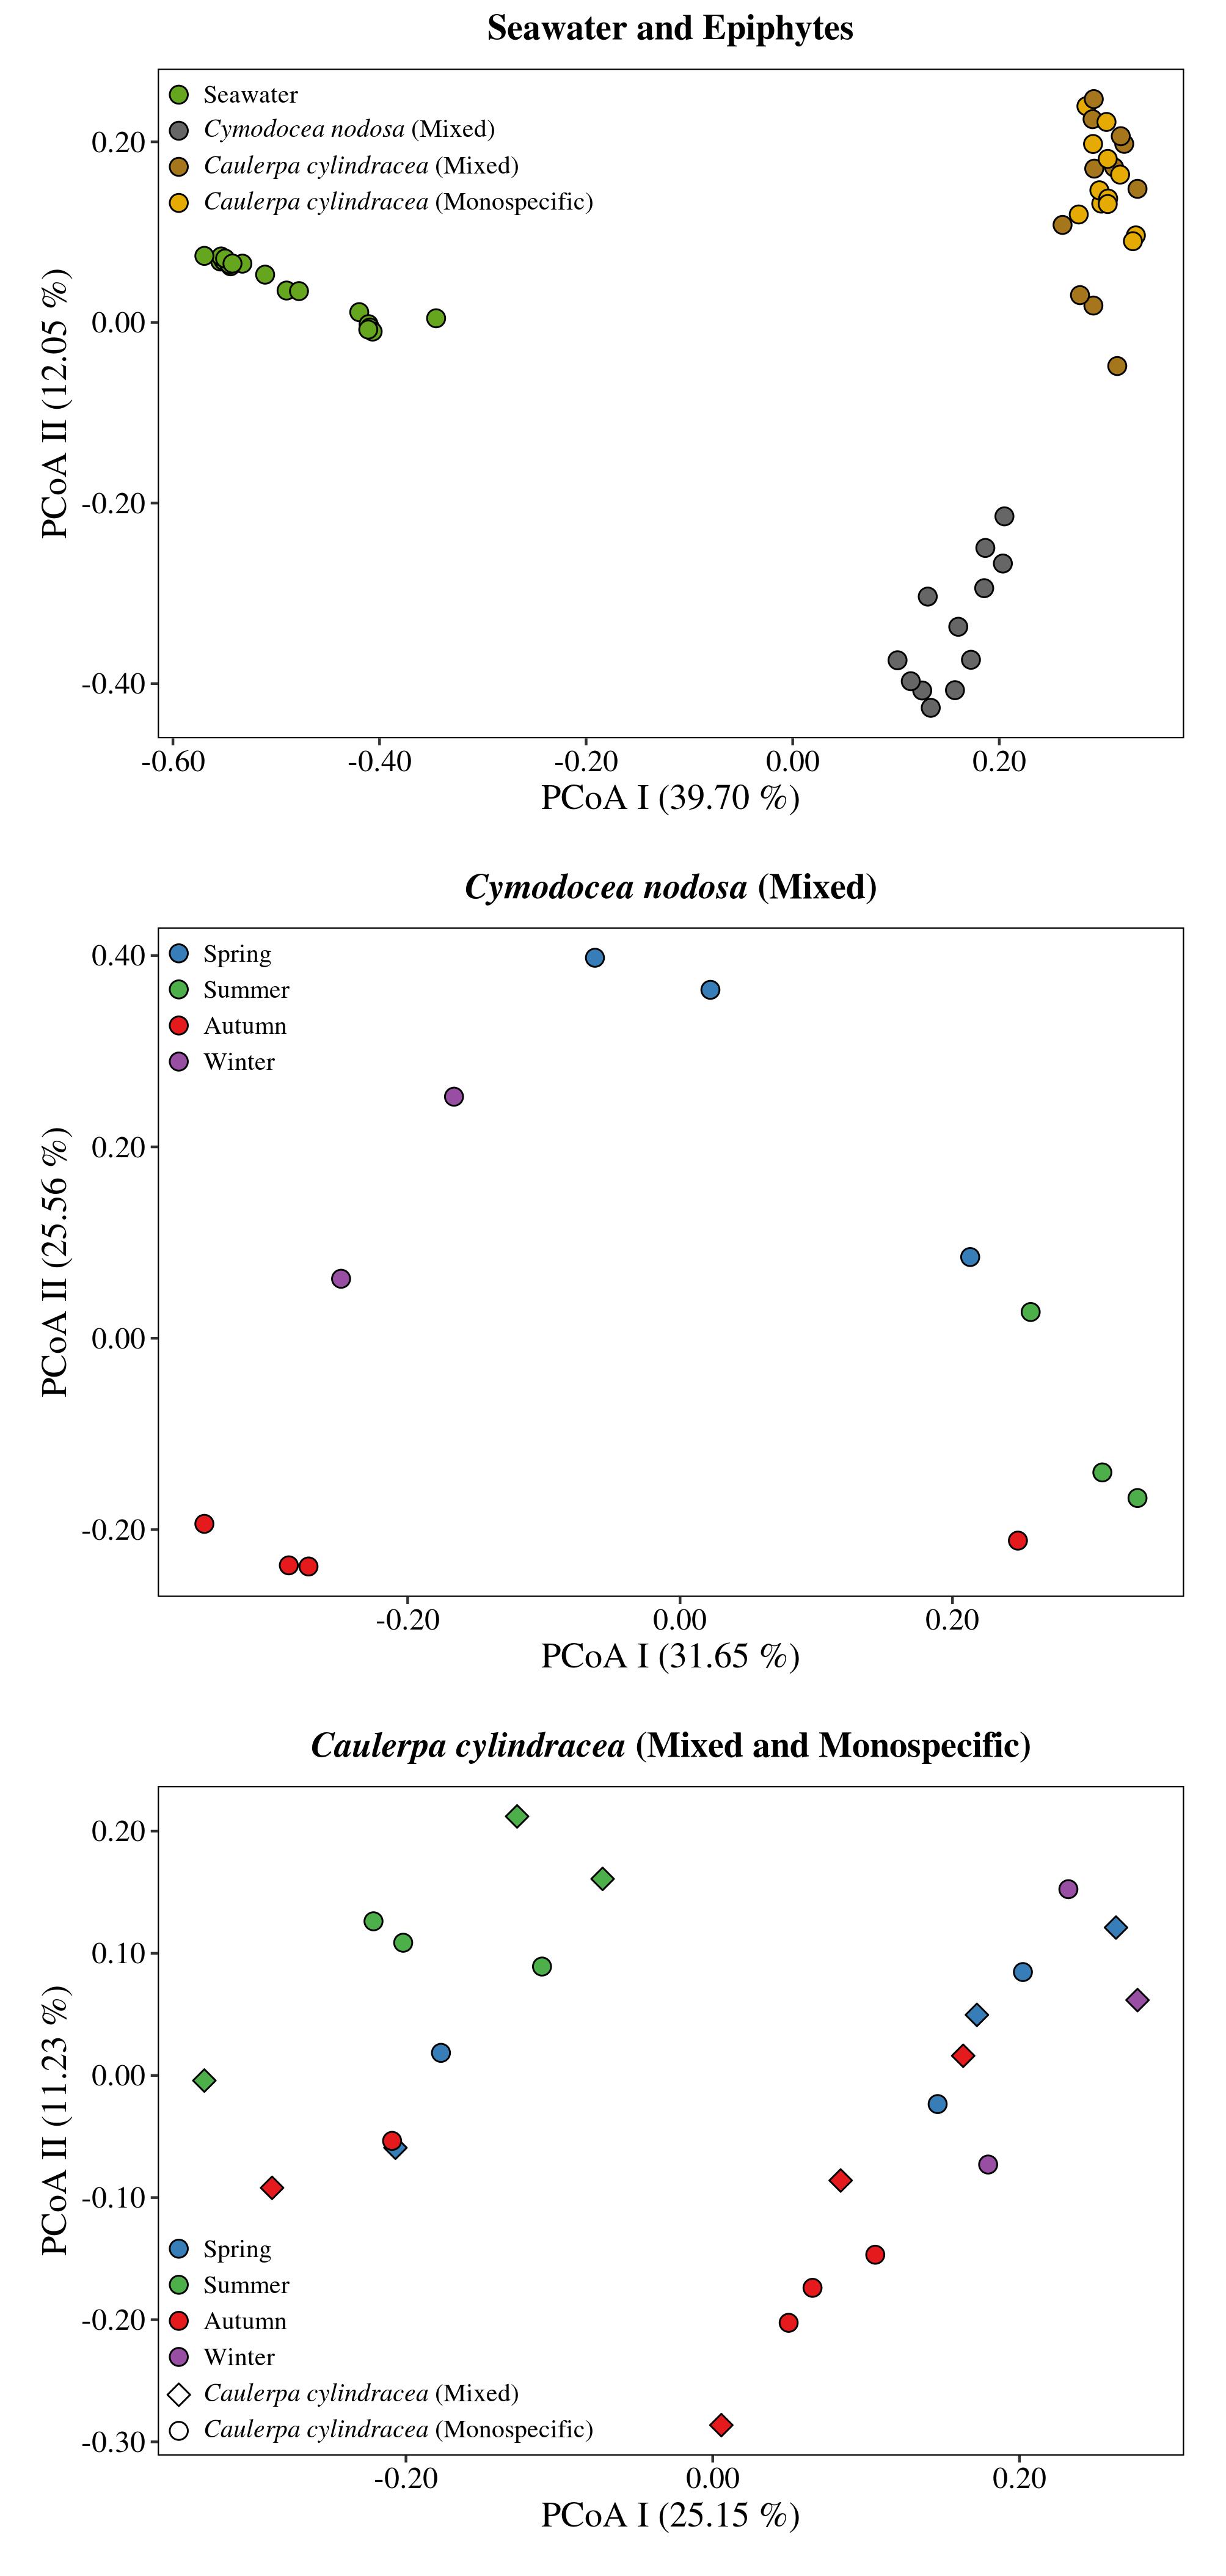 Seawater and Epiphytes
Seawater
Cymodocea nodosa (Mixed)
Caulerpa cylindracea (Mixed)
Caulerpa cylindracea (Monospecific)
0.20
0.00
-0.20
-0.40
PCoA II (12.05 %)
-0.60 -0.40 -0.20 0.00 0.20
PCoA I (39.70 %)
Cymodocea nodosa (Mixed)
Spring
Summer
Autumn
Winter
0.40
0.20
0.00
-0.20
PCoA II (25.56 %)
-0.20 0.00 0.20
PCoA I (31.65 %)
Caulerpa cylindracea (Mixed and Monospecific)
0.20
0.10
0.00
-0.10
-0.20
-0.30
PCoA II (11.23 %)
Spring
Summer
Autumn
Winter
Caulerpa cylindracea (Mixed)
Caulerpa cylindracea (Monospecific)
-0.20 0.00 0.20
PCoA I (25.15 %)